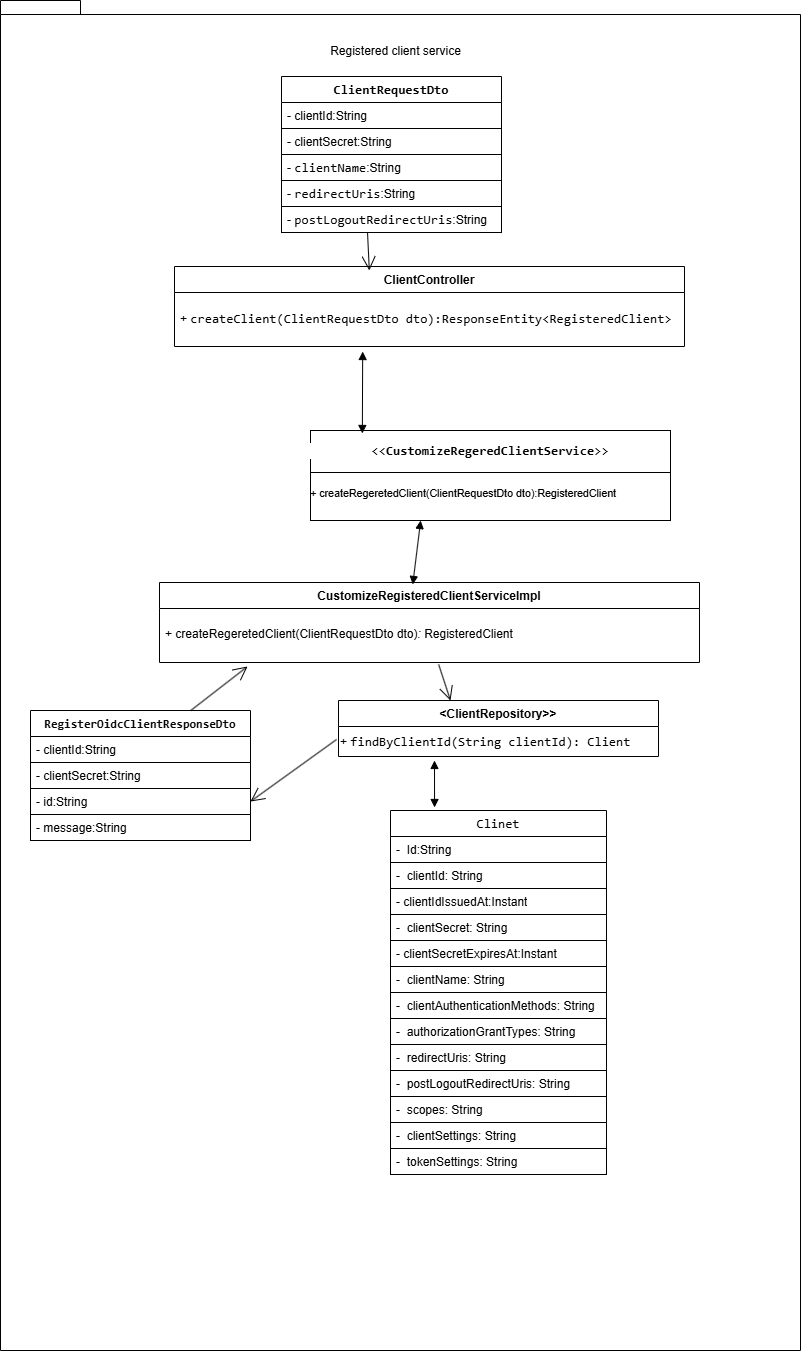 Registered client service
ClientRequestDto
- clientId:String
- clientSecret:String
- clientName:String
- redirectUris:String
- postLogoutRedirectUris:String
ClientController
+ createClient(ClientRequestDto dto):ResponseEntity<RegisteredClient>
<<CustomizeRegeredClientService>>
+ createRegeretedClient(ClientRequestDto dto):RegisteredClient
CustomizeRegisteredClientServiceImpl
+ createRegeretedClient(ClientRequestDto dto): RegisteredClient
RegisterOidcClientResponseDto
- clientId:String
- clientSecret:String
- id:String
- message:String
<ClientRepository>>
+ findByClientId(String clientId): Client
Clinet
- Id:String
- clientId: String
- clientIdIssuedAt:Instant
- clientSecret: String
- clientSecretExpiresAt:Instant
- clientName: String
- clientAuthenticationMethods: String
- authorizationGrantTypes: String
- redirectUris: String
- postLogoutRedirectUris: String
- scopes: String
- clientSettings: String
- tokenSettings: String